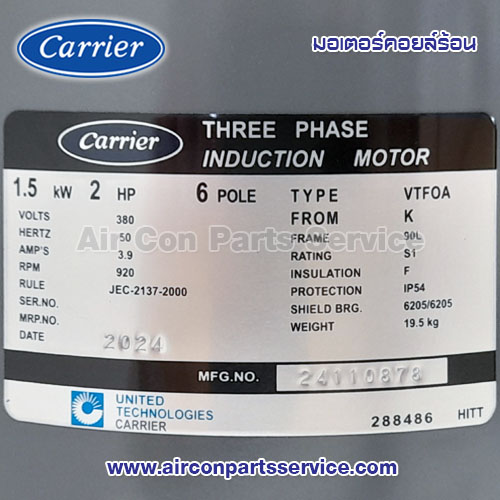 Carrier
มอเตอร์คอยล์ร้อน
Carrier
THREE PHASE
INDUCTION MOTOR
1.5 kW 2 HP 6 POLE
VOLTS 380
HERTZ 50
AMP'S 3.9
RPM 920
RULE JEC-2137-2000
SER.NO.
MRP.NO.
DATE 2024
TYPE VTFOA
FROM K
FRAME 90L
RATING S1
INSULATION F
PROTECTION IP54
SHIELD BRG. 6205/6205
WEIGHT 19.5 kg
Air Con Parts Service
MFG.NO. 24110878
UNITED
TECHNOLOGIES
CARRIER
288486 HITT
www.airconpartsservice.com